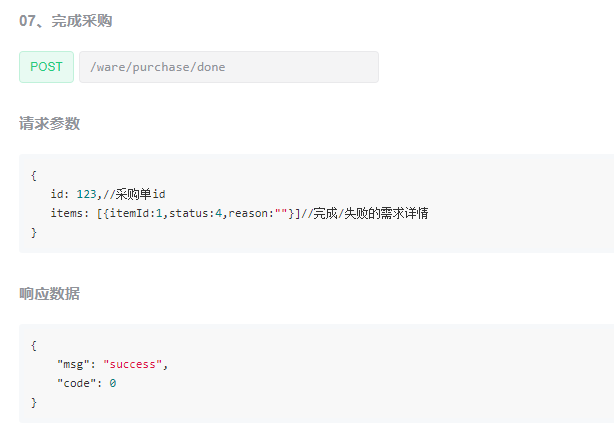 07、完成采购
POST /ware/purchase/done
请求参数
{
id: 123,//采购单id
items: [{itemId:1,status:4,reason:""}]//完成/失败的需求详情
}
响应数据
{
"msg": "success",
"code": 0
}